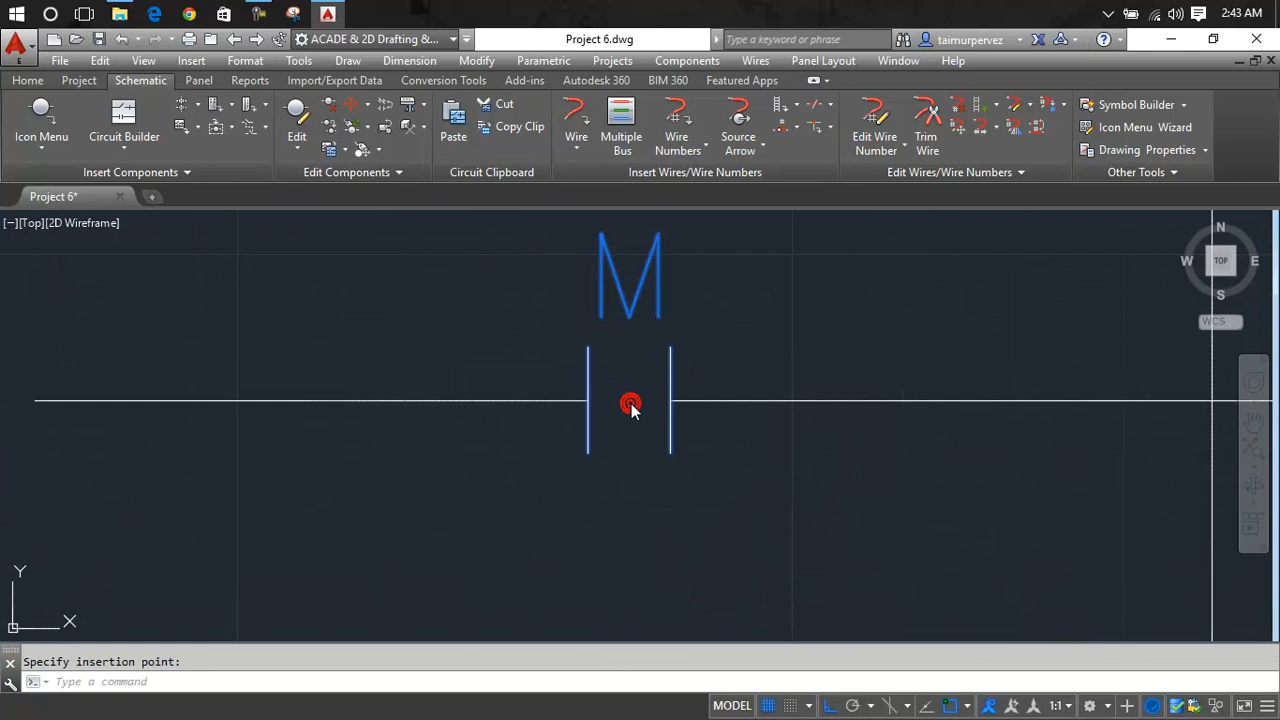 2:43 AM
ACADE & 2D Drafting &...
Project 6.dwg
Type a keyword or phrase
taimurpervez
File Edit View Insert Format Tools Draw Dimension Modify Parametric Projects Components Wires Panel Layout Window Help
Home Project Schematic Panel Reports Import/Export Data Conversion Tools Add-ins Autodesk 360 BIM 360 Featured Apps
Icon Menu
Circuit Builder
Edit
Paste
Cut
Copy Clip
Wire
Multiple Bus
Wire Numbers
Source Arrow
Edit Wire Number
Trim Wire
Symbol Builder
Icon Menu Wizard
Drawing Properties
Insert Components
Edit Components
Circuit Clipboard
Insert Wires/Wire Numbers
Edit Wires/Wire Numbers
Other Tools
Project 6*
[−][Top][2D Wireframe]
M
N
W TOP E
S
WCS
Y
X
Specify insertion point:
Type a command
MODEL
1:1